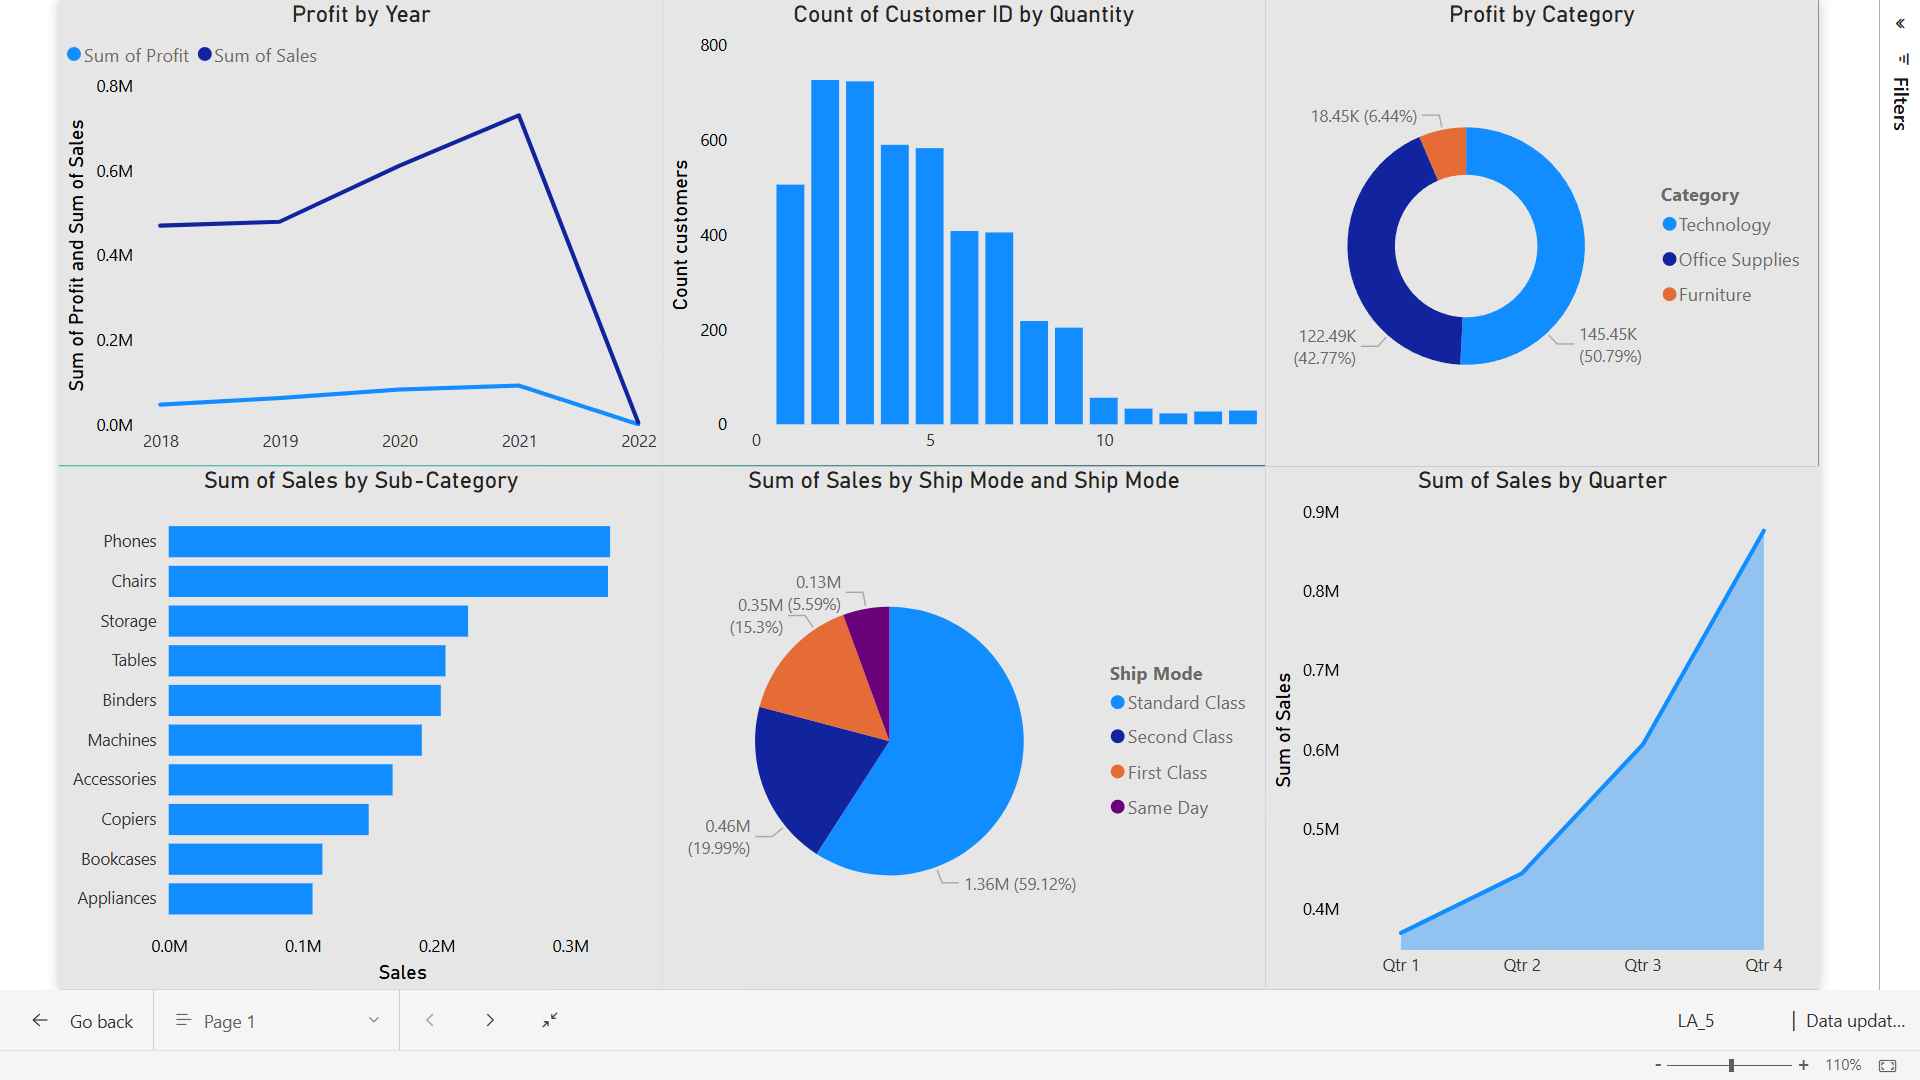 Profit by Year
Sum of Profit Sum of Sales
Sum of Profit and Sum of Sales
0.8M
0.6M
0.4M
0.2M
0.0M
2018 2019 2020 2021 2022
Count of Customer ID by Quantity
Count customers
800
600
400
200
0
0 5 10
Profit by Category
18.45K (6.44%)
122.49K
(42.77%)
145.45K
(50.79%)
Category
Technology
Office Supplies
Furniture
Filters
Sum of Sales by Sub-Category
Phones
Chairs
Storage
Tables
Binders
Machines
Accessories
Copiers
Bookcases
Appliances
0.0M 0.1M 0.2M 0.3M
Sales
Sum of Sales by Ship Mode and Ship Mode
0.13M
(5.59%)
0.35M
(15.3%)
0.46M
(19.99%)
1.36M (59.12%)
Ship Mode
Standard Class
Second Class
First Class
Same Day
Sum of Sales by Quarter
Sum of Sales
0.9M
0.8M
0.7M
0.6M
0.5M
0.4M
Qtr 1 Qtr 2 Qtr 3 Qtr 4
Go back
Page 1
LA_5
| Data updat...
- + 110%